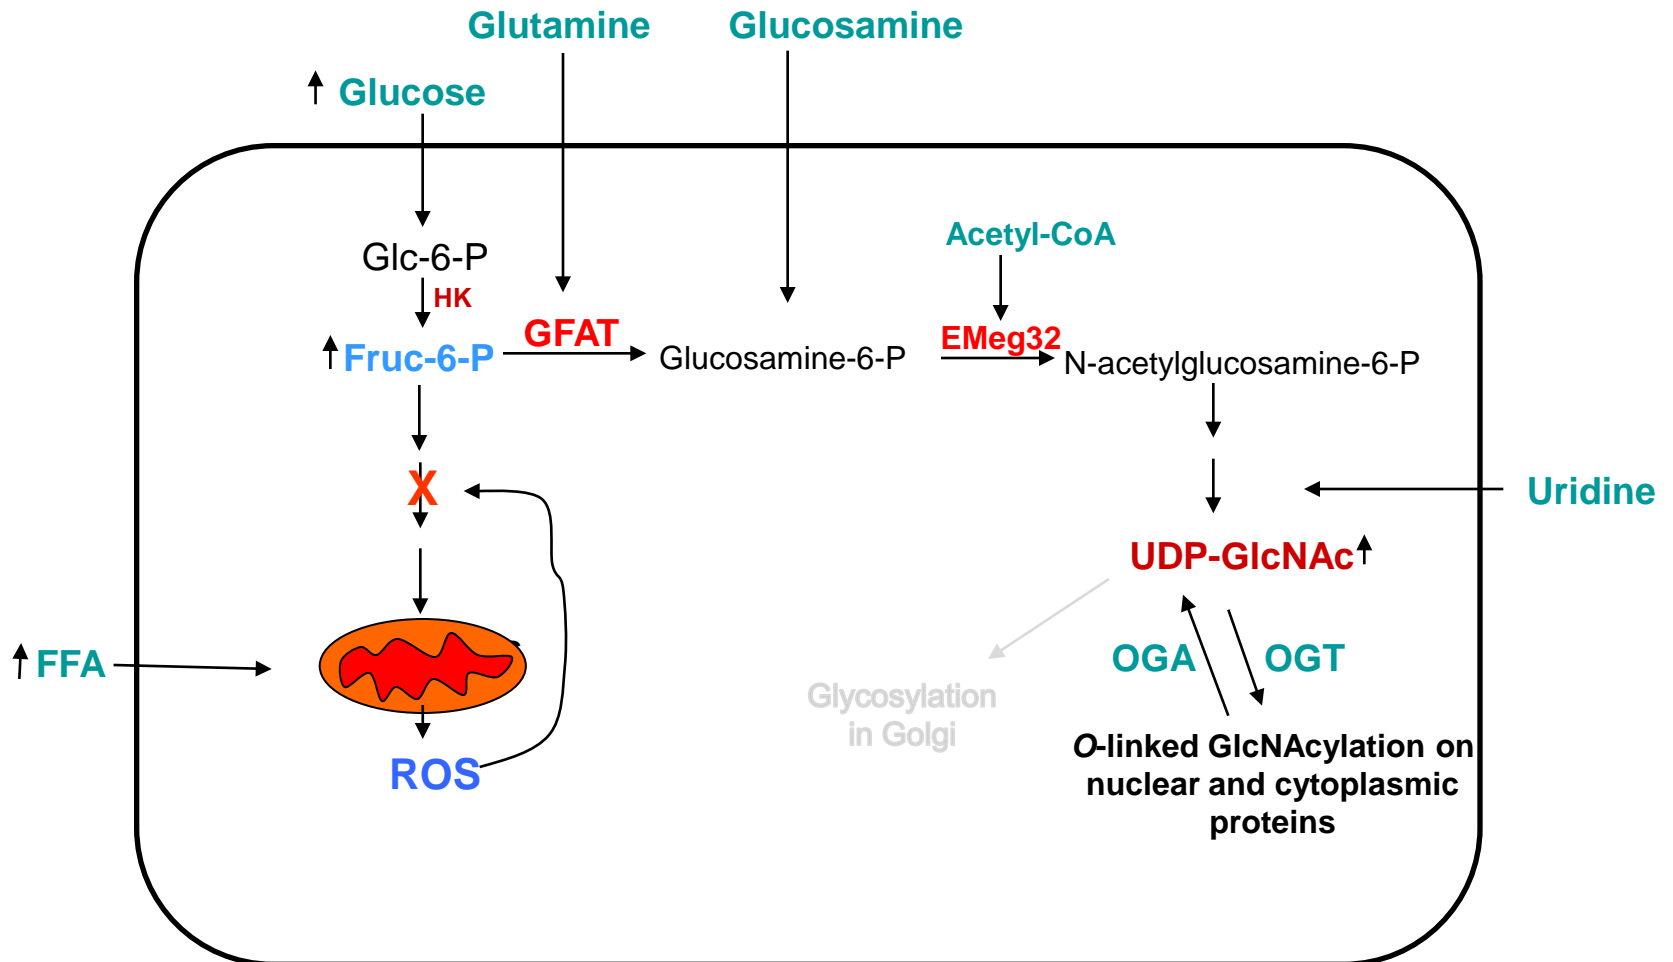 Glutamine
Glucosamine
Glucose
Acetyl-CoA
Glc-6-P
HK
GFAT
EMeg32
Fruc-6-P
Glucosamine-6-P
N-acetylglucosamine-6-P
X
Uridine
UDP-GlcNAc
FFA
OGA
OGT
Glycosylation
in Golgi
ROS
O-linked GlcNAcylation on
nuclear and cytoplasmic
proteins